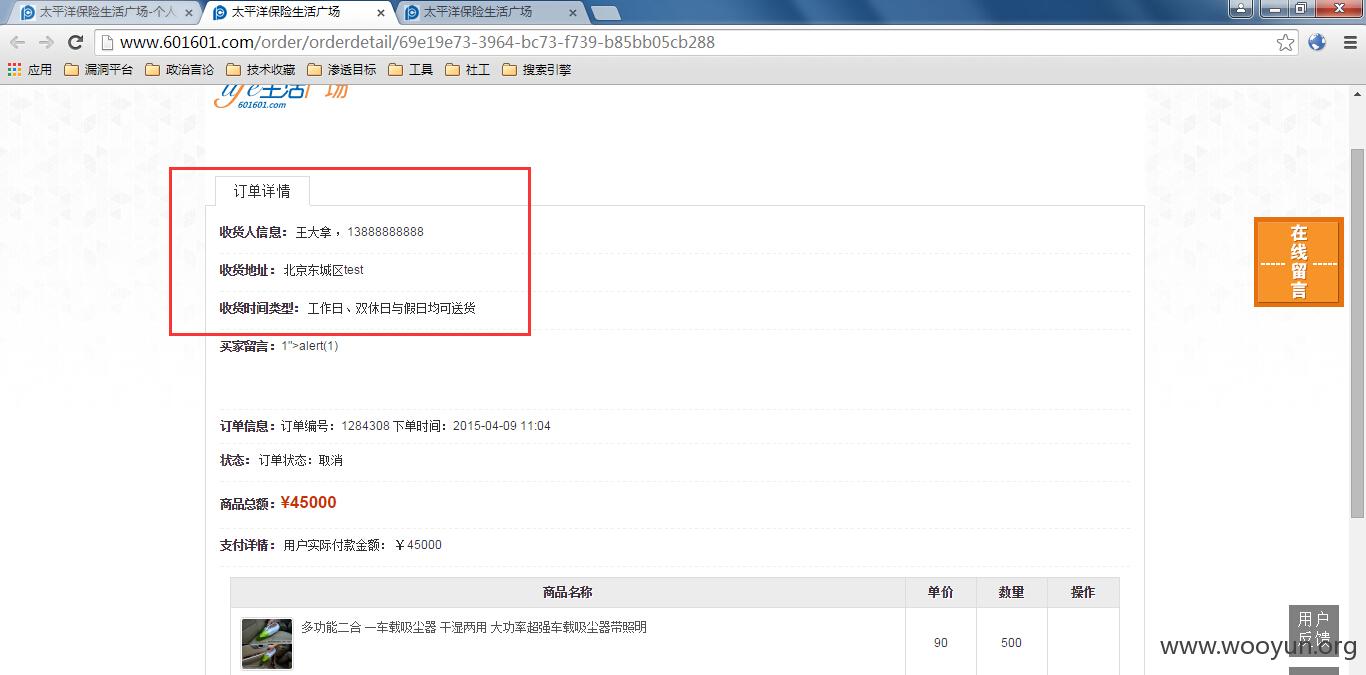 太平洋保险生活广场-个人
太平洋保险生活广场
太平洋保险生活广场
www.601601.com/order/orderdetail/69e19e73-3964-bc73-f739-b85bb05cb288
应用 漏洞平台 政治言论 技术收藏 渗透目标 工具 社工 搜索引擎
life生活广场
601601.com
订单详情
收货人信息： 王大拿 ，13888888888
收货地址： 北京东城区test
收货时间类型： 工作日、双休日与假日均可送货
买家留言：1">alert(1)
订单信息：订单编号：1284308 下单时间：2015-04-09 11:04
状态： 订单状态：取消
商品总额：¥45000
支付详情： 用户实际付款金额：￥45000
商品名称 单价 数量 操作
多功能二合 一车载吸尘器 干湿两用 大功率超强车载吸尘器带照明
90 500
在线留言
用户
反馈
www.wooyun.org